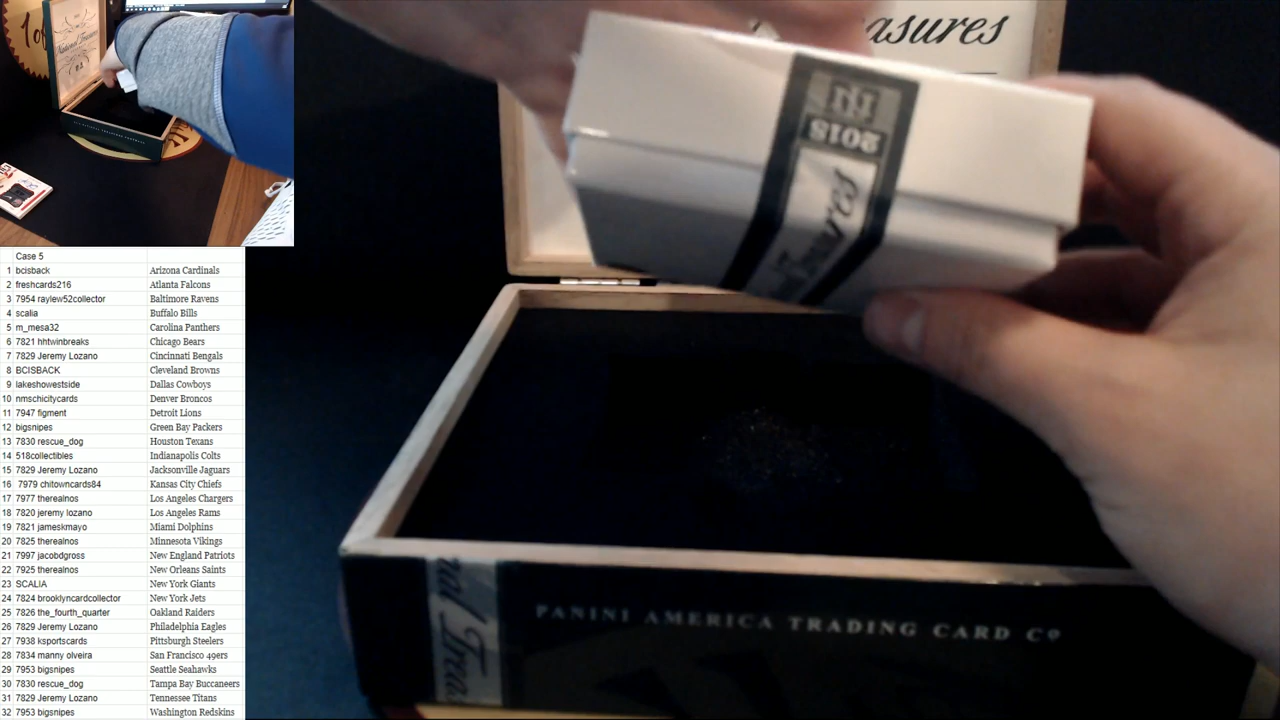 asures
2018
National Treasures
Case 5
1 bcisback Arizona Cardinals
2 freshcards216 Atlanta Falcons
3 7954 raylew52collector Baltimore Ravens
4 scalia Buffalo Bills
5 m_mesa32 Carolina Panthers
6 7821 hhtwinbreaks Chicago Bears
7 7829 Jeremy Lozano Cincinnati Bengals
8 BCISBACK Cleveland Browns
9 lakeshowestside Dallas Cowboys
10 nmschicitycards Denver Broncos
11 7947 figment Detroit Lions
12 bigsnipes Green Bay Packers
13 7830 rescue_dog Houston Texans
14 518collectibles Indianapolis Colts
15 7829 Jeremy Lozano Jacksonville Jaguars
16 7979 chitowncards84 Kansas City Chiefs
17 7977 therealnos Los Angeles Chargers
18 7820 jeremy lozano Los Angeles Rams
19 7821 jameskmayo Miami Dolphins
20 7825 therealnos Minnesota Vikings
21 7997 jacobdgross New England Patriots
22 7925 therealnos New Orleans Saints
23 SCALIA New York Giants
24 7824 brooklyncardcollector New York Jets
25 7826 the_fourth_quarter Oakland Raiders
26 7829 Jeremy Lozano Philadelphia Eagles
27 7938 ksportscards Pittsburgh Steelers
28 7834 manny olveira San Francisco 49ers
29 7953 bigsnipes Seattle Seahawks
30 7830 rescue_dog Tampa Bay Buccaneers
31 7829 Jeremy Lozano Tennessee Titans
32 7953 bigsnipes Washington Redskins
PANINI AMERICA TRADING CARD Co